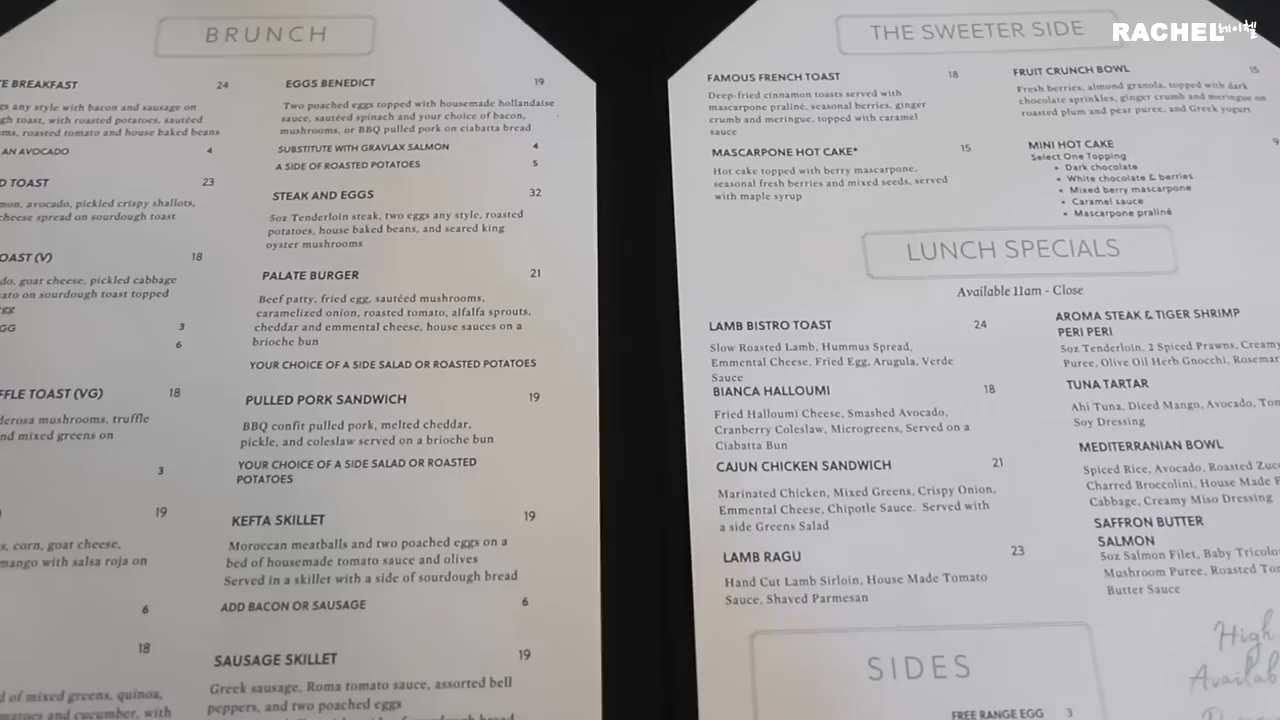 BRUNCH
BREAKFAST 24
any style with bacon and sausage on
toast, with roasted potatoes, sautéed
roasted tomato and house baked beans
AN AVOCADO 4
TOAST 23
avocado, pickled crispy shallots,
cheese spread on sourdough toast
(V) 18
goat cheese, pickled cabbage
on sourdough toast topped
3
6
TOAST (VG) 18
mushrooms, truffle
and mixed greens on
3
19
corn, goat cheese,
mango with salsa roja on
6
18
of mixed greens, quinoa,
and cucumber, with
EGGS BENEDICT 19
Two poached eggs topped with housemade hollandaise
sauce, sautéed spinach and your choice of bacon,
mushrooms, or BBQ pulled pork on ciabatta bread
SUBSTITUTE WITH GRAVLAX SALMON 4
A SIDE OF ROASTED POTATOES 5
STEAK AND EGGS 32
5oz Tenderloin steak, two eggs any style, roasted
potatoes, house baked beans, and seared king
oyster mushrooms
PALATE BURGER 21
Beef patty, fried egg, sautéed mushrooms,
caramelized onion, roasted tomato, alfalfa sprouts,
cheddar and emmental cheese, house sauces on a
brioche bun
YOUR CHOICE OF A SIDE SALAD OR ROASTED POTATOES
PULLED PORK SANDWICH 19
BBQ confit pulled pork, melted cheddar,
pickle, and coleslaw served on a brioche bun
YOUR CHOICE OF A SIDE SALAD OR ROASTED
POTATOES
KEFTA SKILLET 19
Moroccan meatballs and two poached eggs on a
bed of housemade tomato sauce and olives
Served in a skillet with a side of sourdough bread
ADD BACON OR SAUSAGE 6
SAUSAGE SKILLET 19
Greek sausage, Roma tomato sauce, assorted bell
peppers, and two poached eggs
THE SWEETER SIDE
RACHEL레이첼
FAMOUS FRENCH TOAST 18
Deep-fried cinnamon toasts served with
mascarpone praliné, seasonal berries, ginger
crumb and meringue, topped with caramel
sauce
MASCARPONE HOT CAKE* 15
Hot cake topped with berry mascarpone,
seasonal fresh berries and mixed seeds, served
with maple syrup
FRUIT CRUNCH BOWL 15
Fresh berries, almond granola, topped with dark
chocolate sprinkles, ginger crumb and meringue on
roasted plum and pear puree, and Greek yogurt
MINI HOT CAKE 9
Select One Topping
• Dark chocolate
• White chocolate & berries
• Mixed berry mascarpone
• Caramel sauce
• Mascarpone praliné
LUNCH SPECIALS
Available 11am - Close
LAMB BISTRO TOAST 24
Slow Roasted Lamb, Hummus Spread,
Emmental Cheese, Fried Egg, Arugula, Verde
Sauce
BIANCA HALLOUMI 18
Fried Halloumi Cheese, Smashed Avocado,
Cranberry Coleslaw, Microgreens, Served on a
Ciabatta Bun
CAJUN CHICKEN SANDWICH 21
Marinated Chicken, Mixed Greens, Crispy Onion,
Emmental Cheese, Chipotle Sauce. Served with
a side Greens Salad
LAMB RAGU 23
Hand Cut Lamb Sirloin, House Made Tomato
Sauce, Shaved Parmesan
AROMA STEAK & TIGER SHRIMP
PERI PERI
5oz Tenderloin, 2 Spiced Prawns, Creamy
Puree, Olive Oil Herb Gnocchi,
TUNA TARTAR
Ahi Tuna, Diced Mango, Avocado,
Soy Dressing
MEDITERRANIAN BOWL
Spiced Rice, Avocado, Roasted
Charred Broccolini, House Made
Cabbage, Creamy Miso Dressing
SAFFRON BUTTER
SALMON
5oz Salmon Filet, Baby
Mushroom Puree, Roasted
Butter Sauce
SIDES
FREE RANGE EGG 3
High